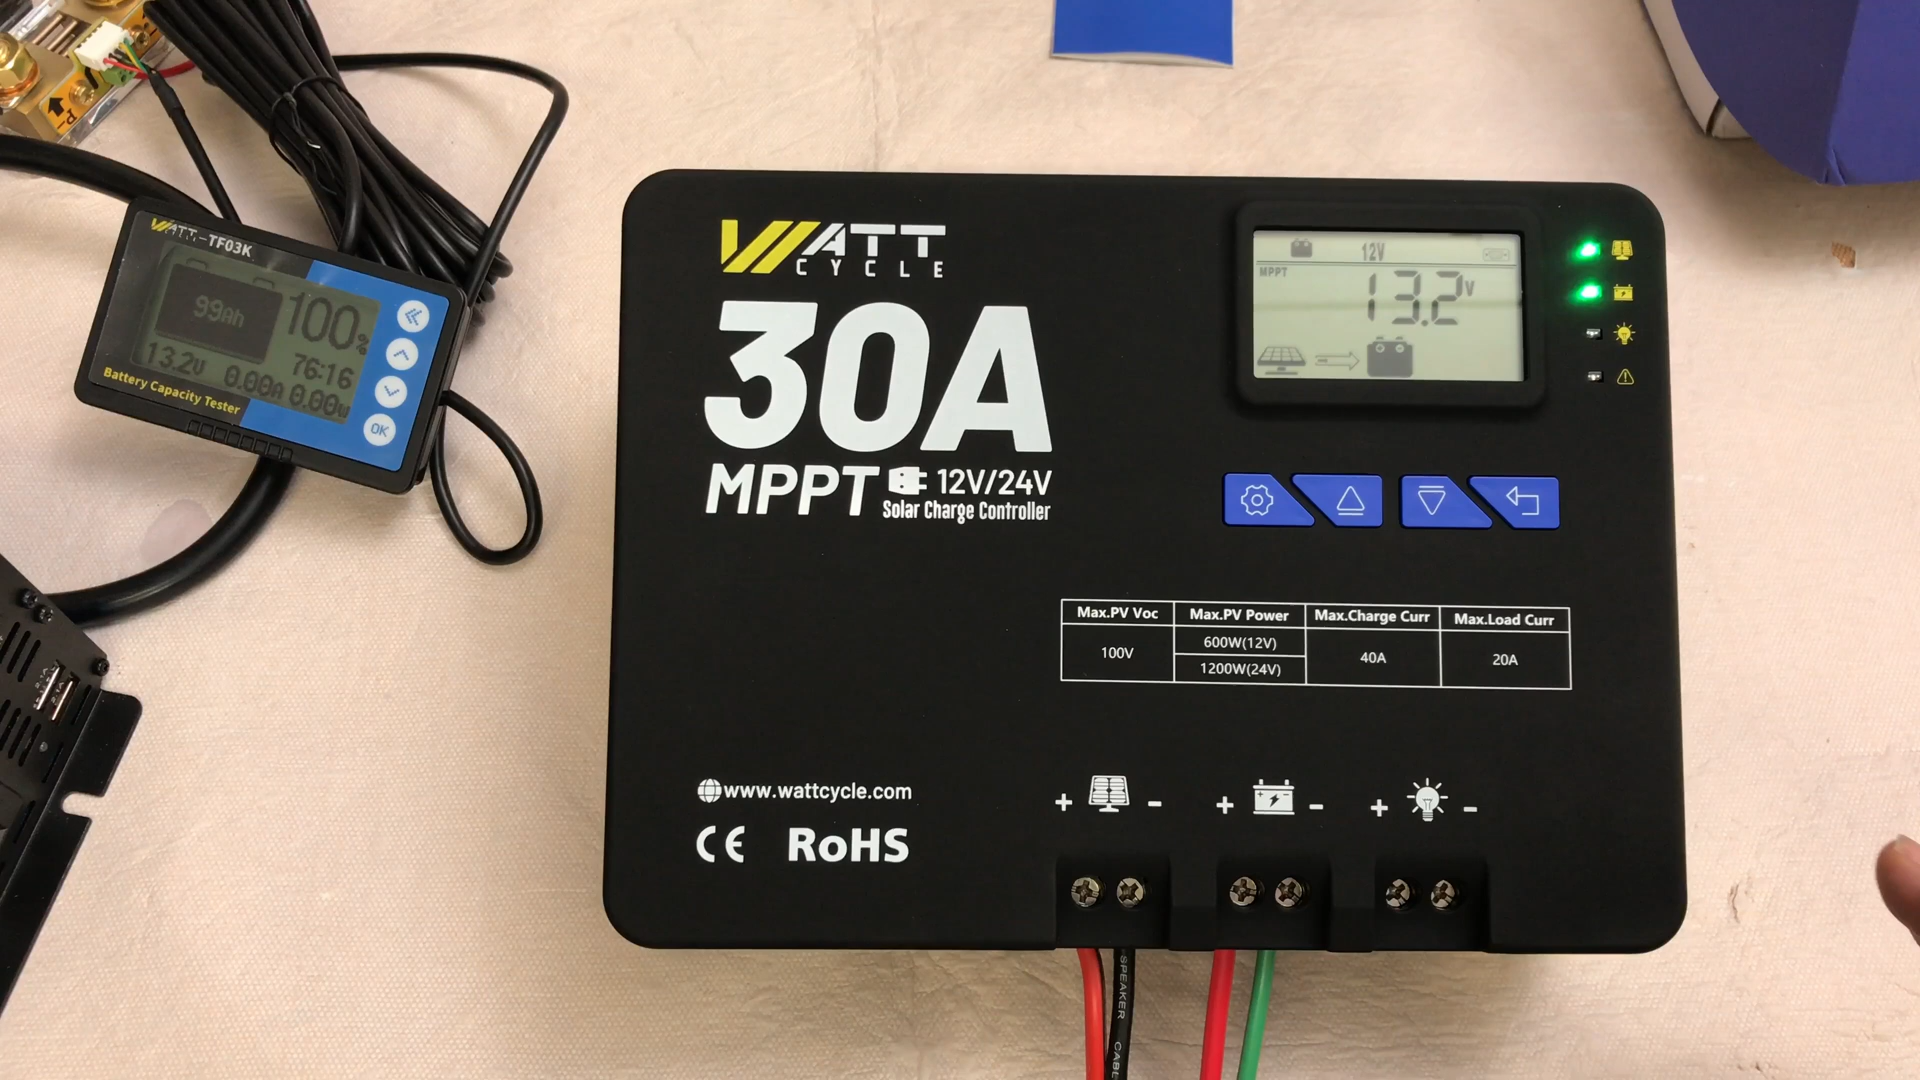 P-
WATT-TF03K
99Ah
100%
13.2V
0.00A
76:16
0.00w
Battery Capacity Tester
OK
WATT
CYCLE
30A
MPPT
12V/24V
Solar Charge Controller
12V
MPPT
13.2V
Max.PV Voc
Max.PV Power
Max.Charge Curr
Max.Load Curr
100V
600W(12V)
1200W(24V)
40A
20A
www.wattcycle.com
CE RoHS
+ -
+ -
+ -
SPEAKER
CABL